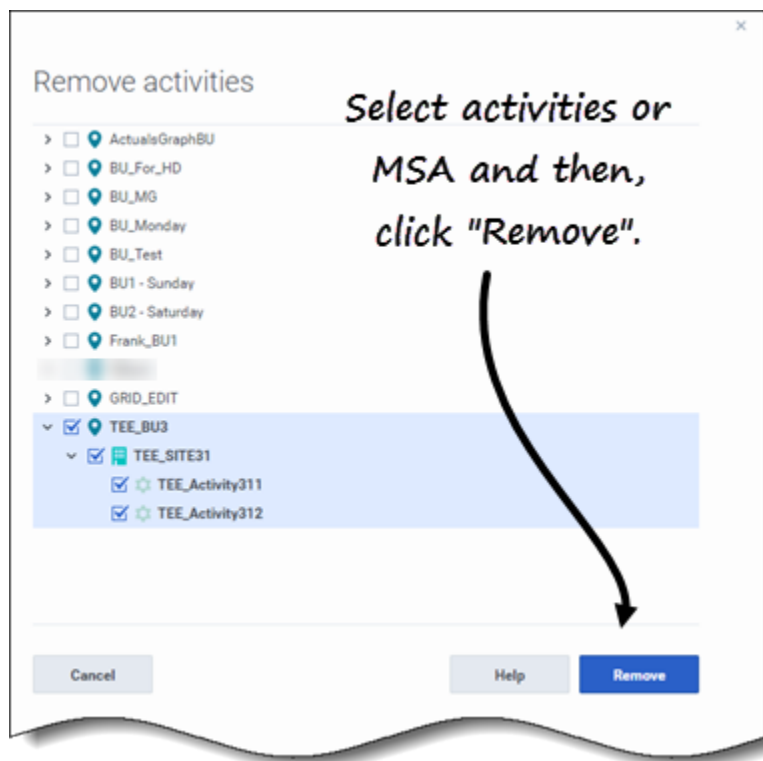 Remove activities
Select activities or
MSA and then,
click "Remove".
ActualsGraphBU
BU_For_HD
BU_MG
BU_Monday
BU_Test
BU1 - Sunday
BU2 - Saturday
Frank_BU1
GRID_EDIT
TEE_BU3
TEE_SITE31
TEE_Activity311
TEE_Activity312
Cancel
Help
Remove